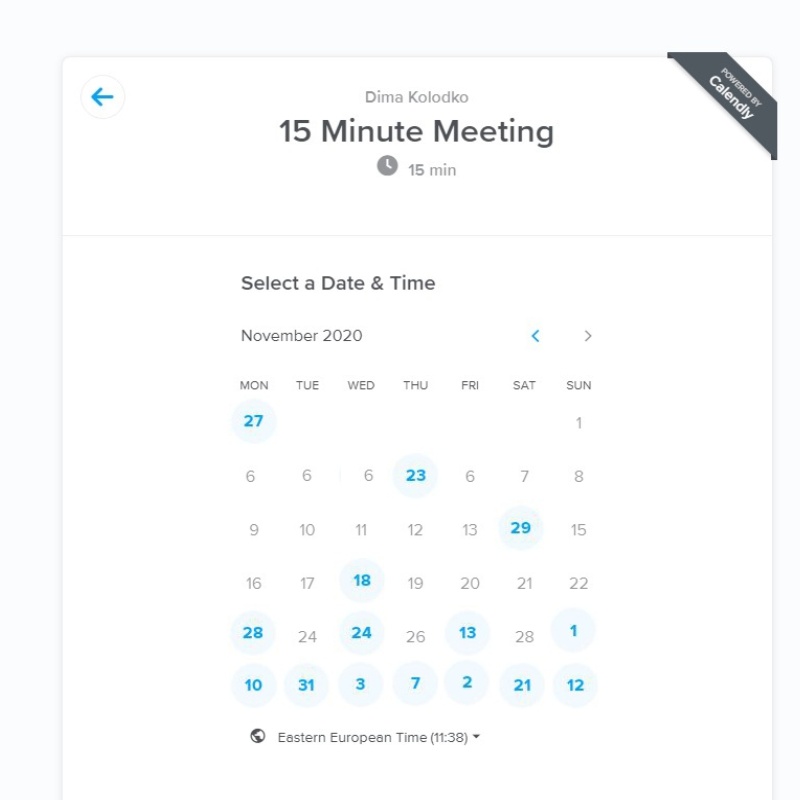 POWERED BY
Calendly
Dima Kolodko
15 Minute Meeting
15 min
Select a Date & Time
November 2020
MON TUE WED THU FRI SAT SUN
27 1
6 6 6 23 6 7 8
9 10 11 12 13 29 15
16 17 18 19 20 21 22
28 24 24 26 13 28 1
10 31 3 7 2 21 12
Eastern European Time (11:38)